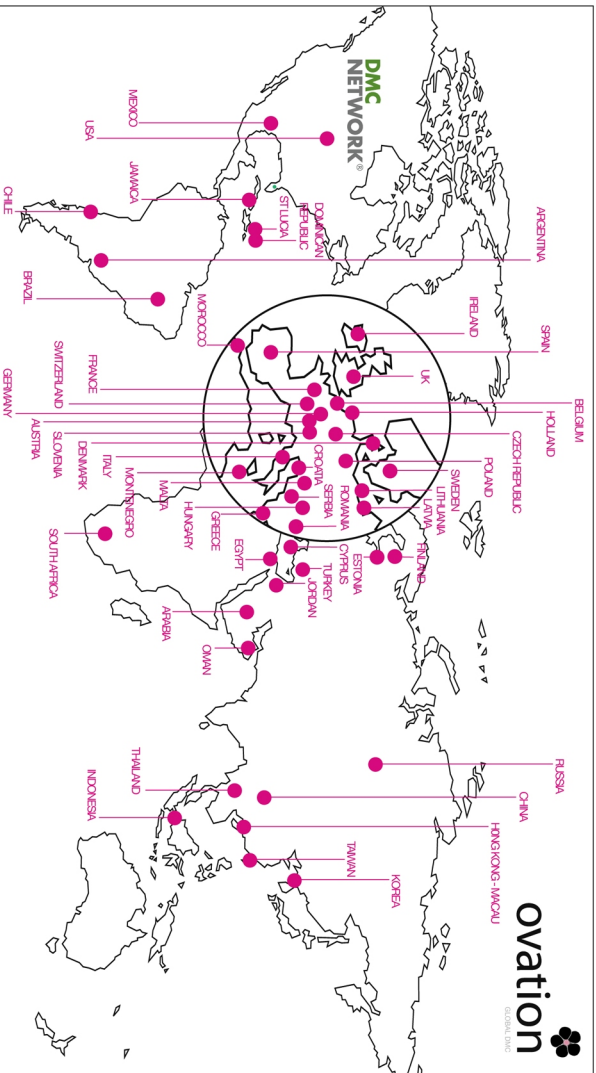 DMC
NETWORK®
ovation
GLOBAL DMC
MEXICO
USA
JAMAICA
CHILE
DOMINICAN
REPUBLIC
ST LUCIA
ARGENTINA
BRAZIL
MOROCCO
IRELAND
SPAIN
UK
BELGIUM
HOLLAND
CZECH REPUBLIC
POLAND
SWEDEN
LITHUANIA
LATVIA
FINLAND
ESTONIA
FRANCE
SWITZERLAND
GERMANY
AUSTRIA
SLOVENIA
DENMARK
ITALY
MONTENEGRO
MALTA
HUNGARY
GREECE
CROATIA
SERBIA
ROMANIA
EGYPT
CYPRUS
TURKEY
JORDAN
SOUTH AFRICA
ARABIA
OMAN
RUSSIA
CHINA
HONG KONG - MACAU
TAIWAN
KOREA
THAILAND
INDONESIA